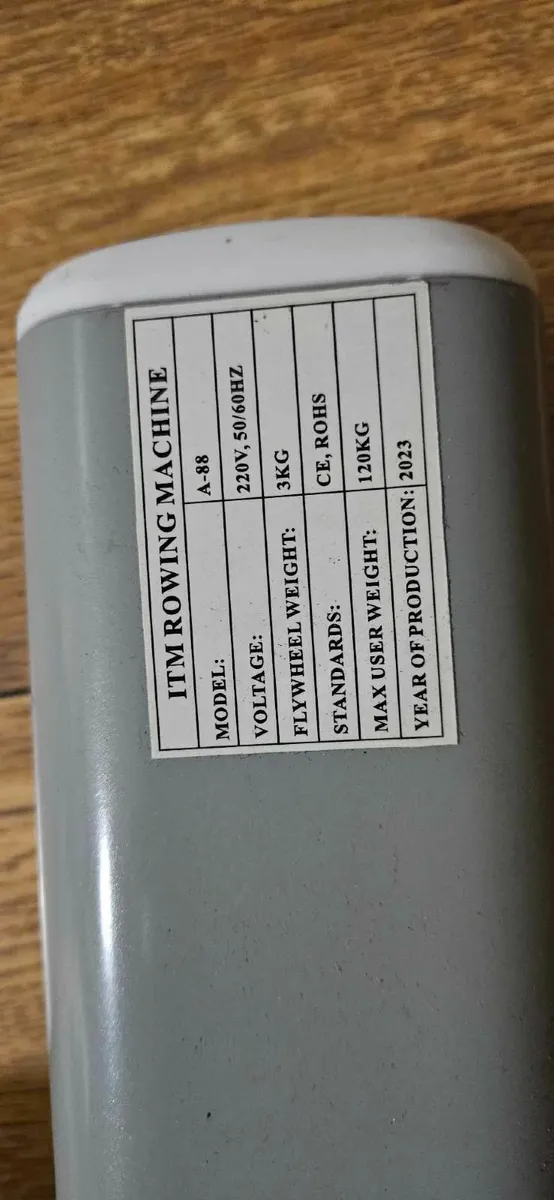 ITM ROWING MACHINE
MODEL: A-88
VOLTAGE: 220V, 50/60HZ
FLYWHEEL WEIGHT: 3KG
STANDARDS: CE, ROHS
MAX USER WEIGHT: 120KG
YEAR OF PRODUCTION: 2023